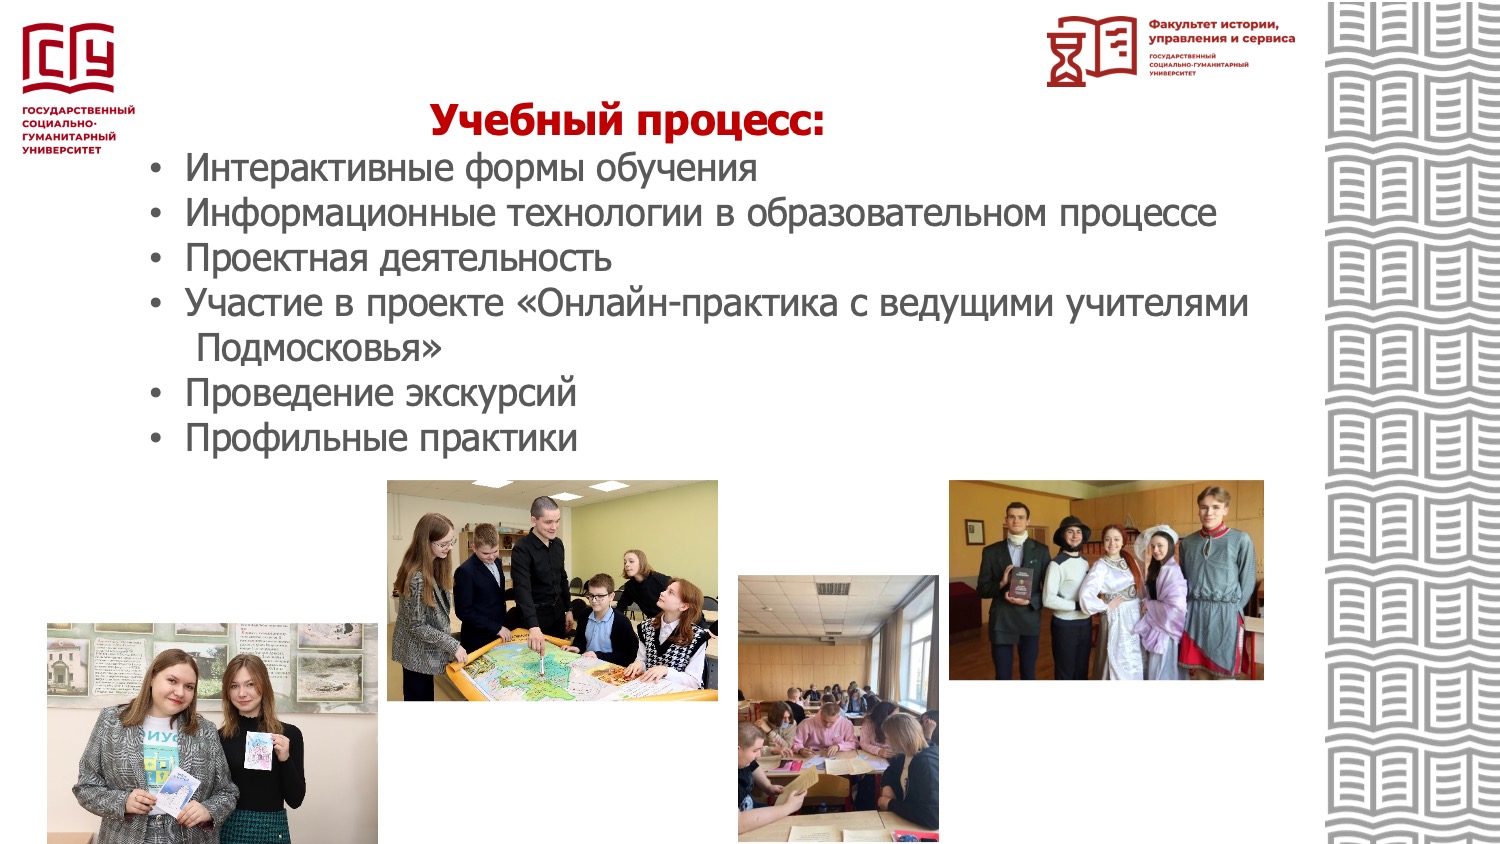 ГСГУ
ГОСУДАРСТВЕННЫЙ
СОЦИАЛЬНО-
ГУМАНИТАРНЫЙ
УНИВЕРСИТЕТ
Факультет истории,
управления и сервиса
ГОСУДАРСТВЕННЫЙ
СОЦИАЛЬНО-ГУМАНИТАРНЫЙ
УНИВЕРСИТЕТ
Учебный процесс:
• Интерактивные формы обучения
• Информационные технологии в образовательном процессе
• Проектная деятельность
• Участие в проекте «Онлайн-практика с ведущими учителями
Подмосковья»
• Проведение экскурсий
• Профильные практики